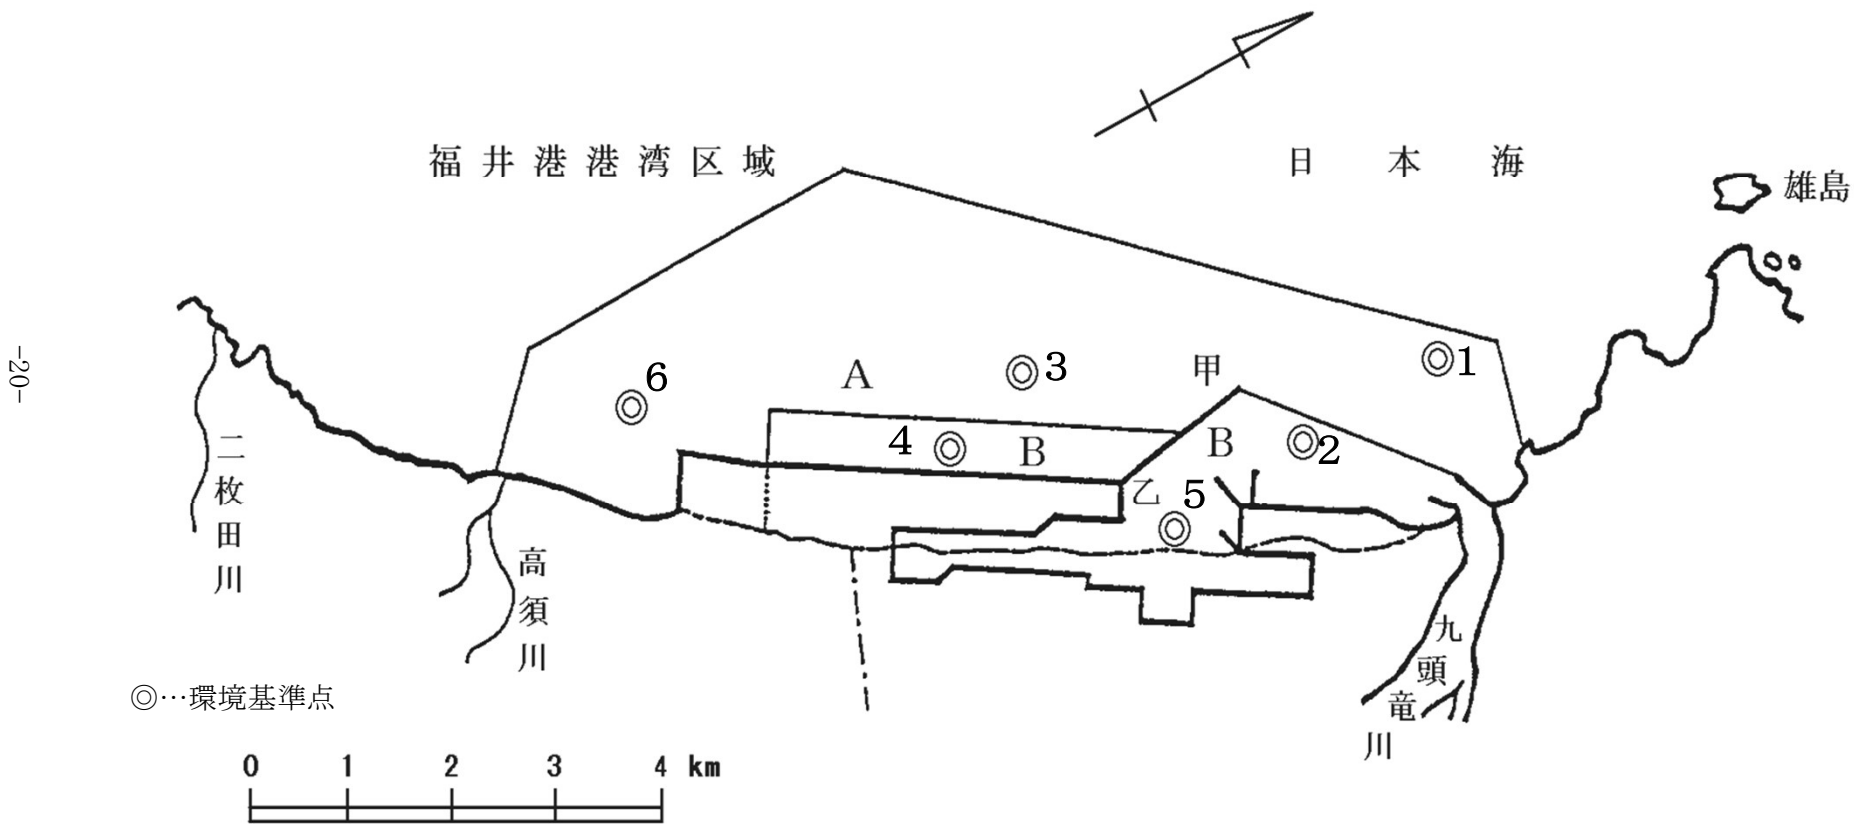 福井港港湾区域
日本海
雄島
-20-
6
A
3
甲
1
4
B
B
2
乙
5
二枚田川
高須川
九頭竜川
◎…環境基準点
0 1 2 3 4 km